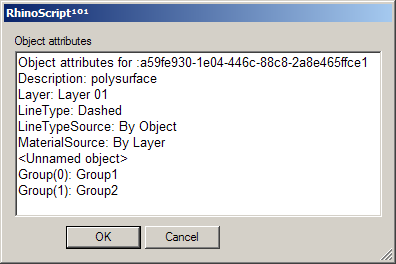 RhinoScript¹⁰¹
Object attributes
Object attributes for :a59fe930-1e04-446c-88c8-2a8e465ffce1
Description: polysurface
Layer: Layer 01
LineType: Dashed
LineTypeSource: By Object
MaterialSource: By Layer
<Unnamed object>
Group(0): Group1
Group(1): Group2
OK Cancel